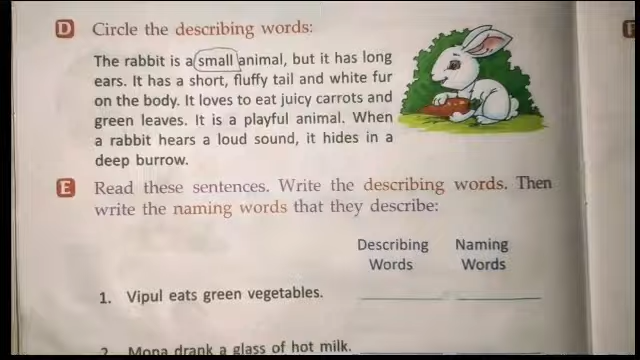 D Circle the describing words:
The rabbit is a small animal, but it has long
ears. It has a short, fluffy tail and white fur
on the body. It loves to eat juicy carrots and
green leaves. It is a playful animal. When
a rabbit hears a loud sound, it hides in a
deep burrow.
E Read these sentences. Write the describing words. Then
write the naming words that they describe:
Describing Naming
Words Words
1. Vipul eats green vegetables.
2. Mona drank a glass of hot milk.